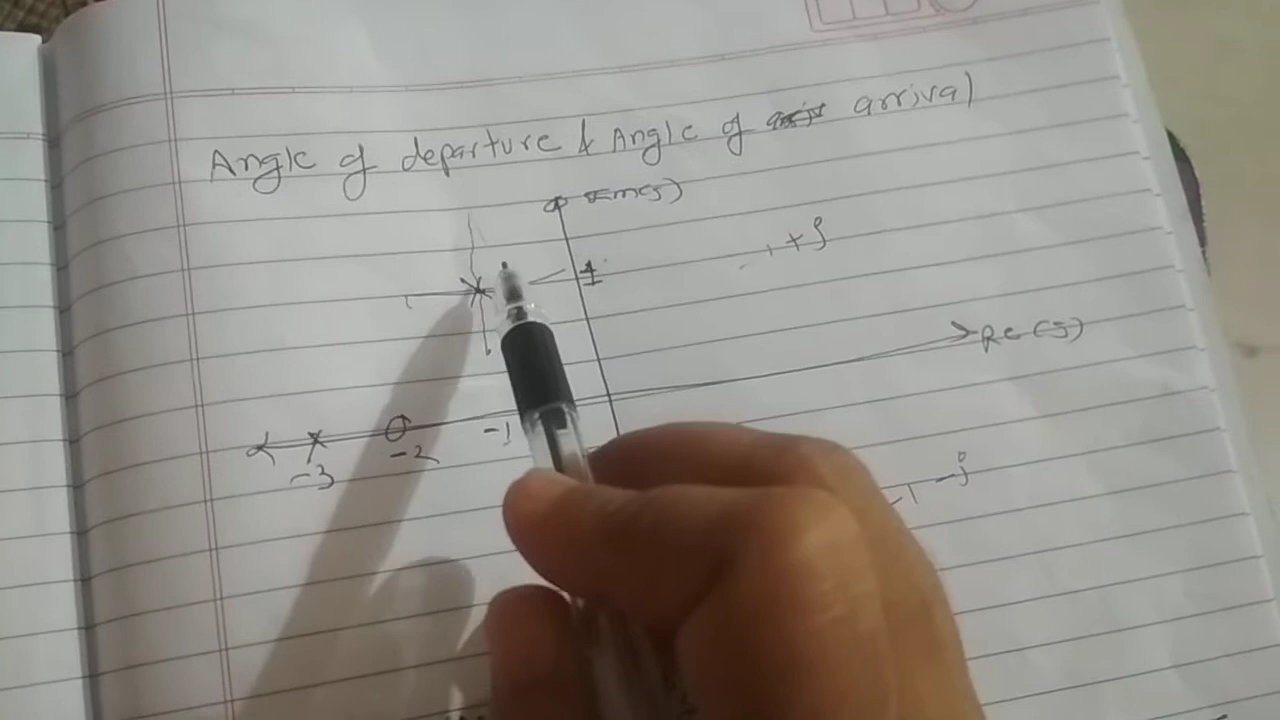 Angle of departure & Angle of arrival
Im(s)
-1+j
1
Re(s)
-1
-2
-3
-1-j